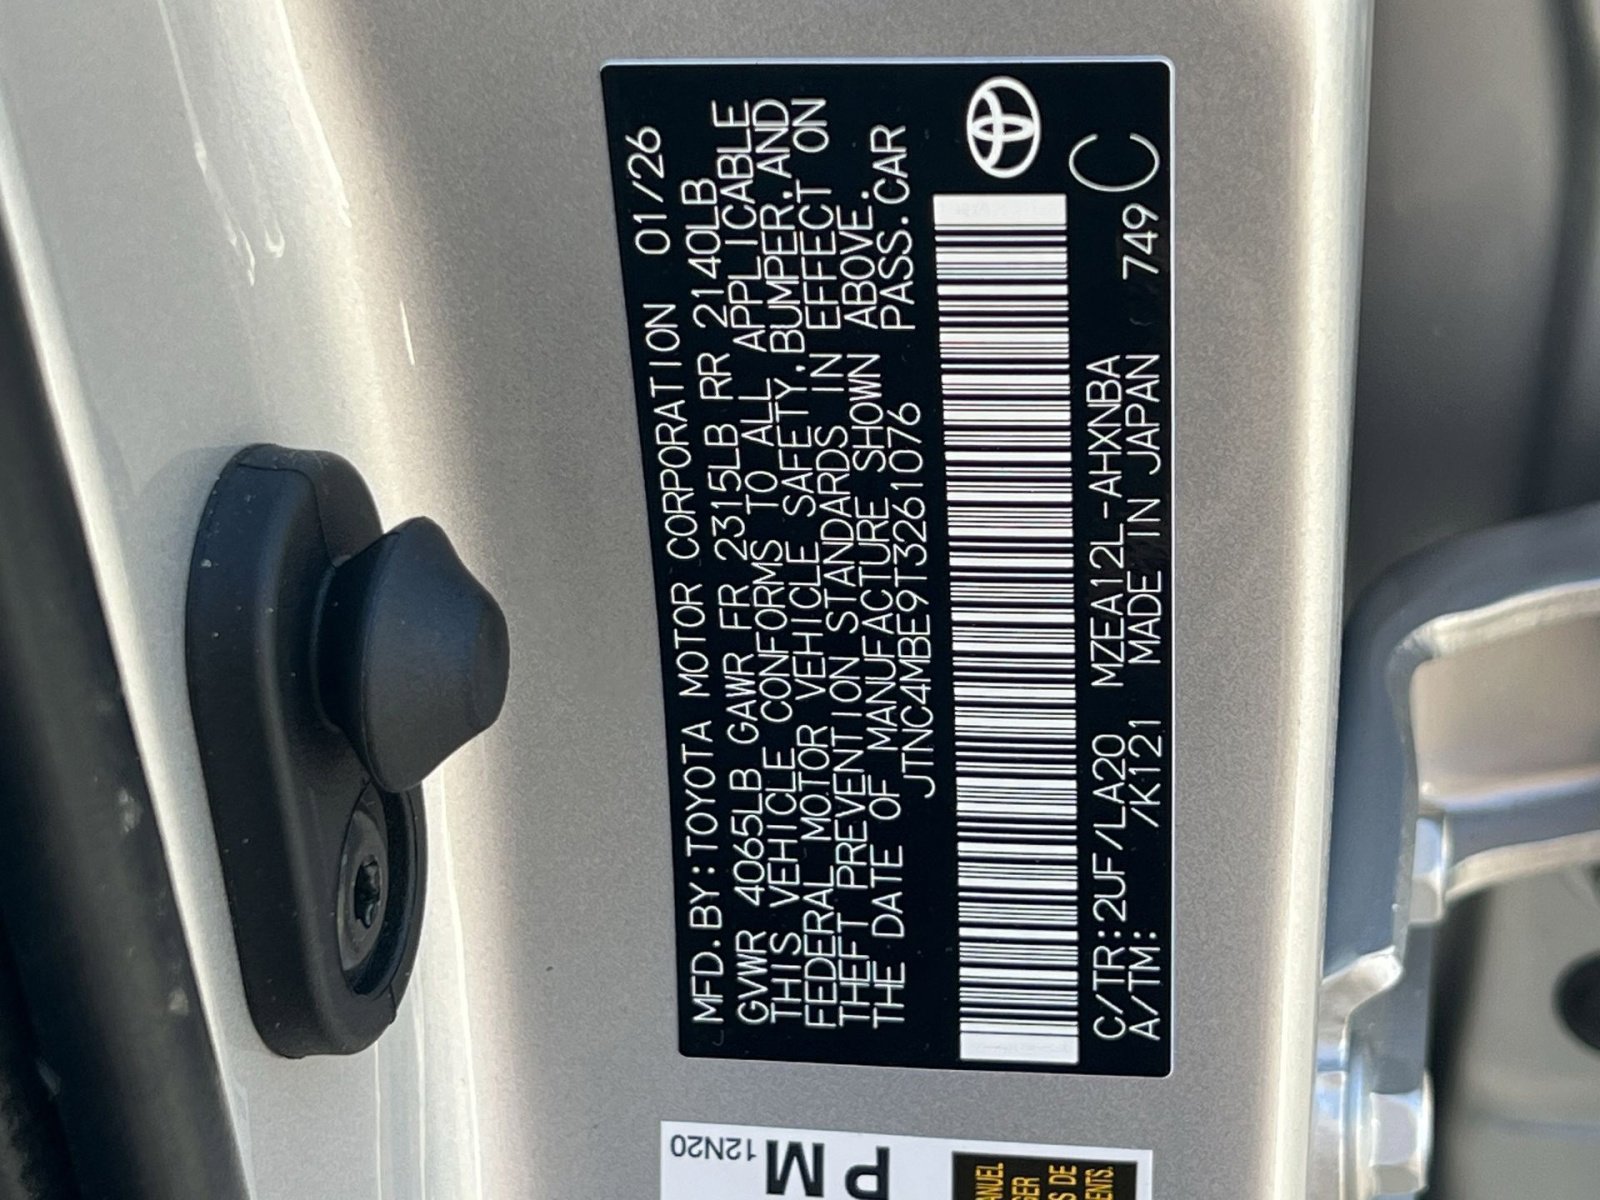 MFD.BY:TOYOTA MOTOR CORPORATION 01/26
GVWR 4065LB GAWR FR 2315LB RR 2140LB
THIS VEHICLE CONFORMS TO ALL APPLICABLE
FEDERAL MOTOR VEHICLE SAFETY,BUMPER,AND
THEFT PREVENTION STANDARDS IN EFFECT ON
THE DATE OF MANUFACTURE SHOWN ABOVE.
JTNC4MBE9T3261076 PASS.CAR
C/TR:2UF/LA20 MZEA12L-AHXNBA
A/TM: /K121 MADE IN JAPAN 749 C
12N20
PM